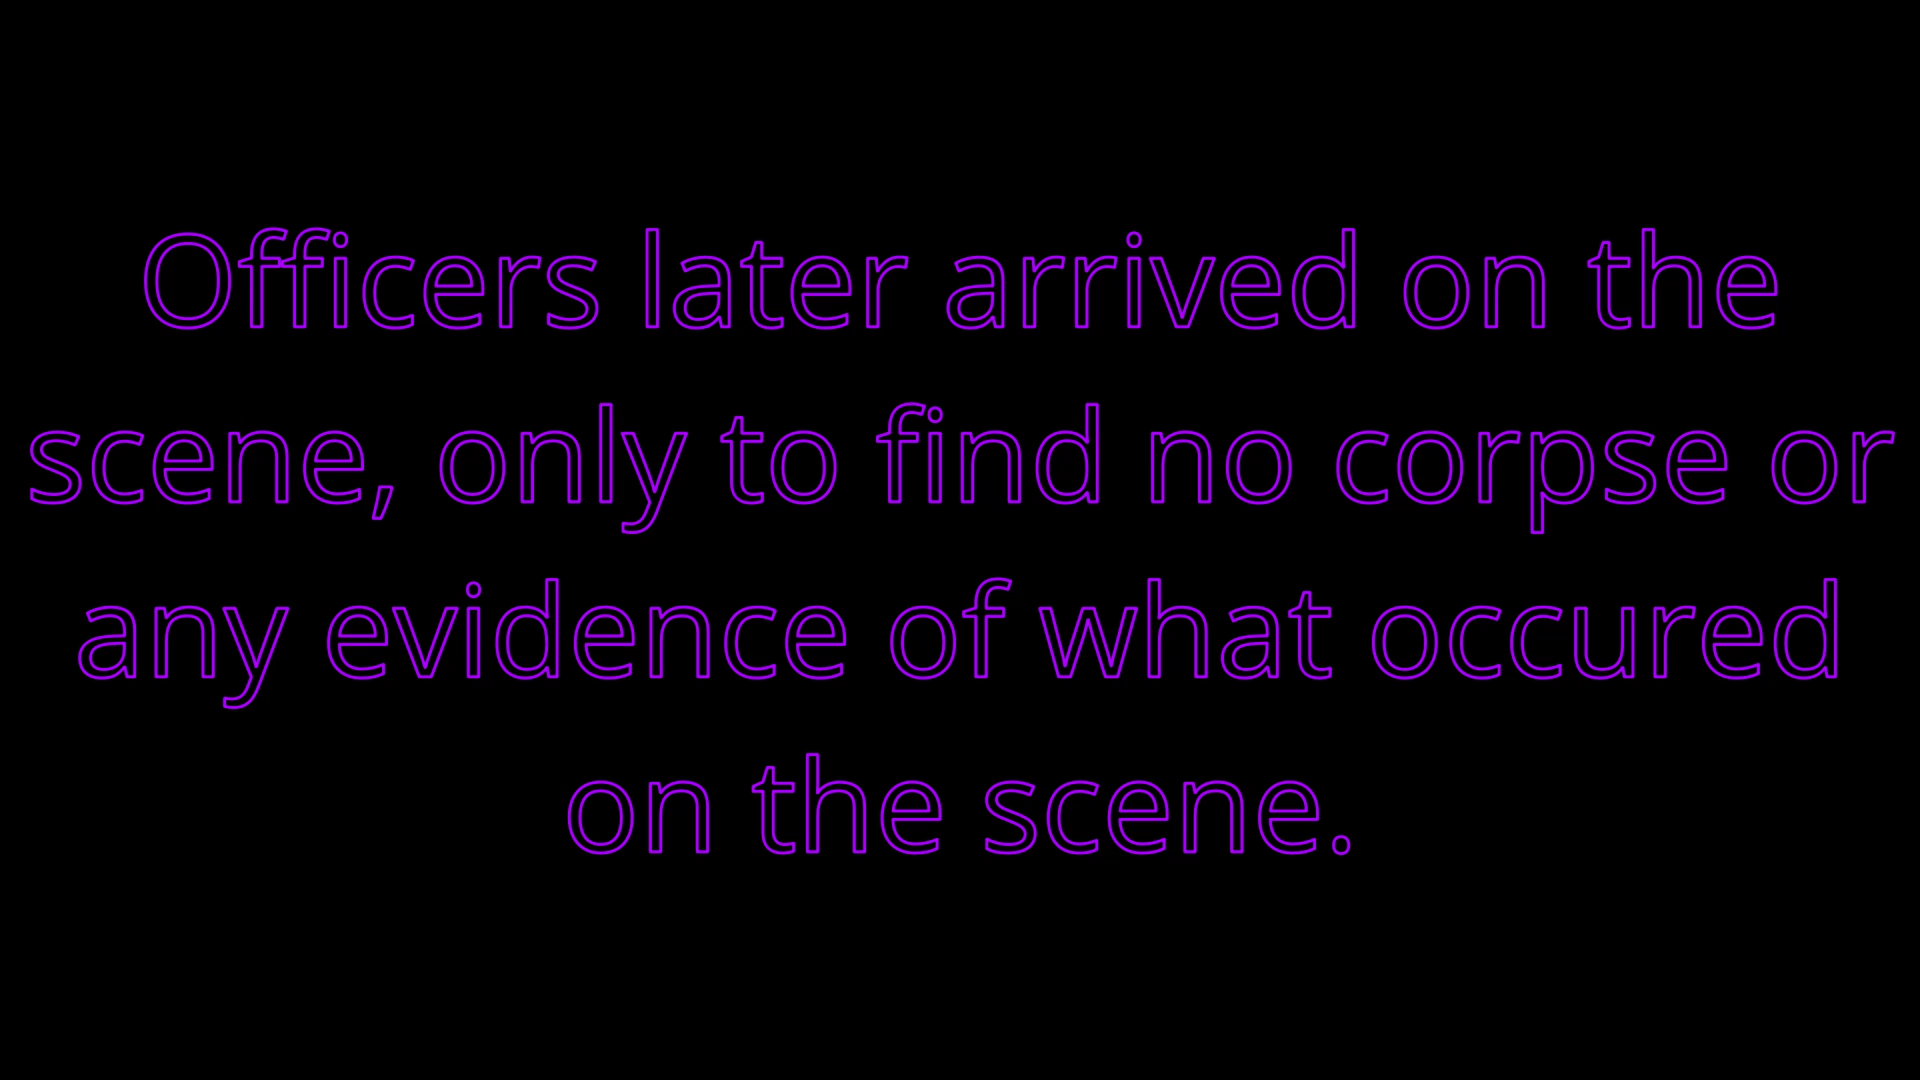 Officers later arrived on the
scene, only to find no corpse or
any evidence of what occured
on the scene.